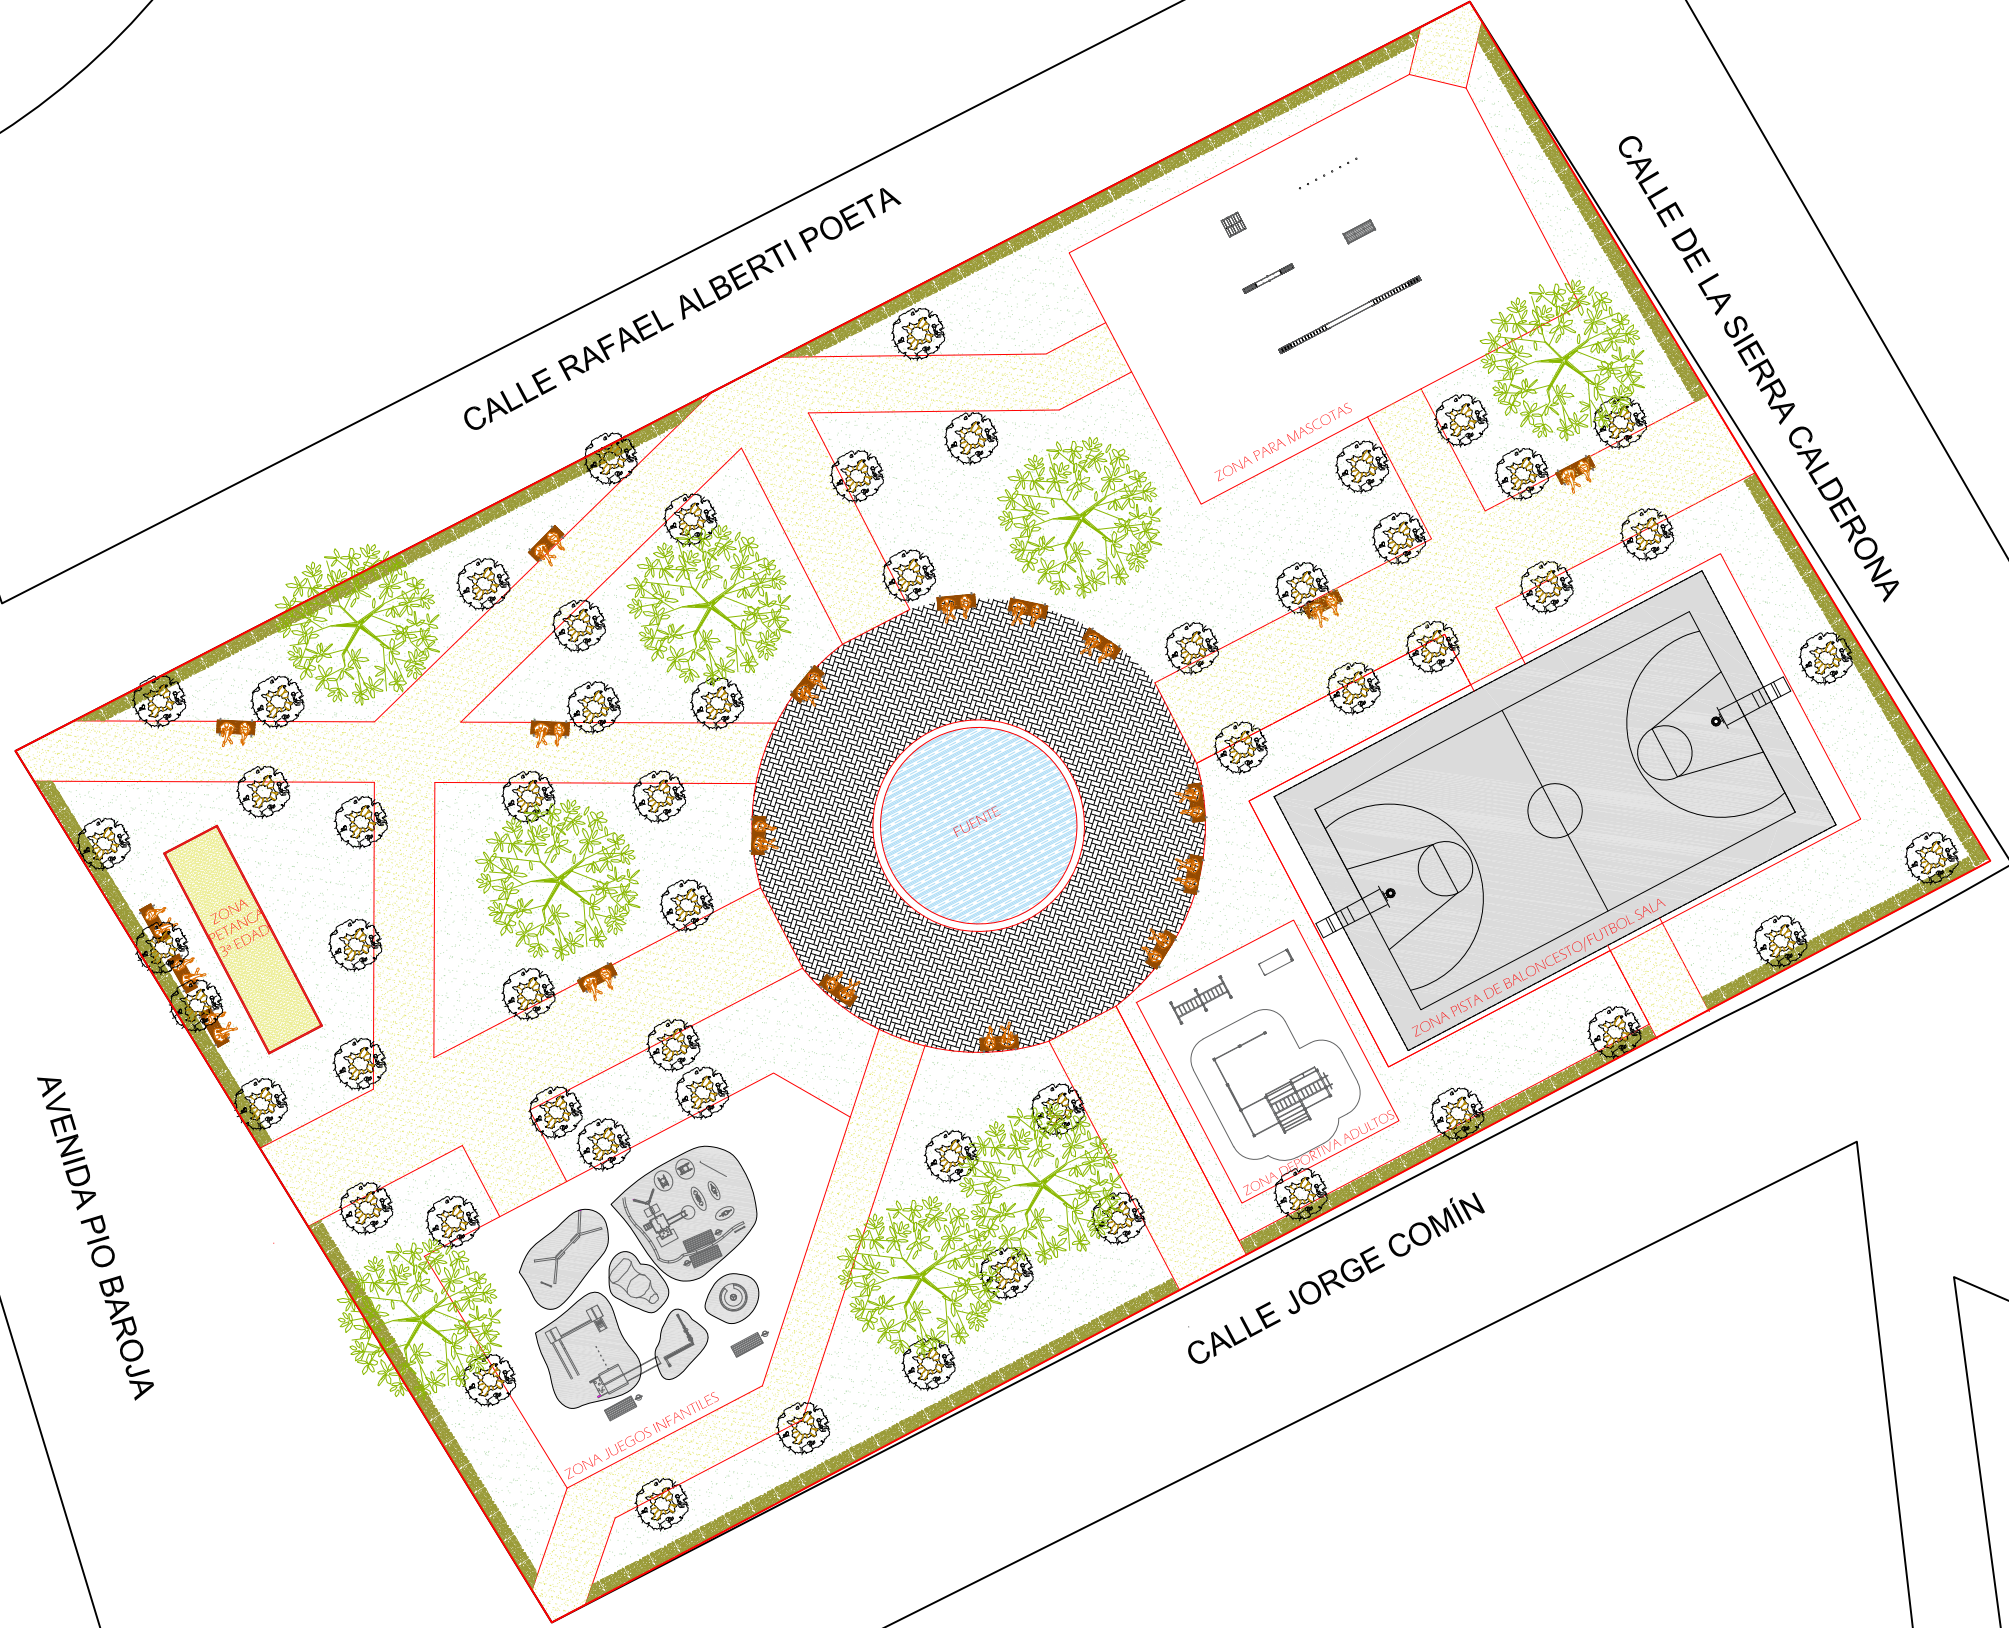 CALLE RAFAEL ALBERTI POETA
CALLE DE LA SIERRA CALDERONA
ZONA PARA MASCOTAS
FUENTE
ZONA
PETANCA
3ª EDAD
ZONA PISTA DE BALONCESTO/FUTBOL SALA
ZONA DEPORTIVA ADULTOS
ZONA JUEGOS INFANTILES
AVENIDA PIO BAROJA
CALLE JORGE COMÍN